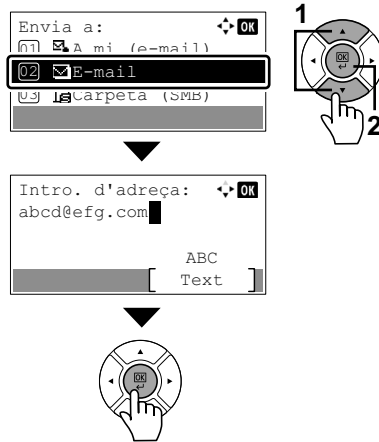 Envia a: OK
01 A mi (e-mail)
02 E-mail
03 Carpeta (SMB)
1
OK
2
Intro. d'adreça: OK
abcd@efg.com
ABC
[ Text ]
OK